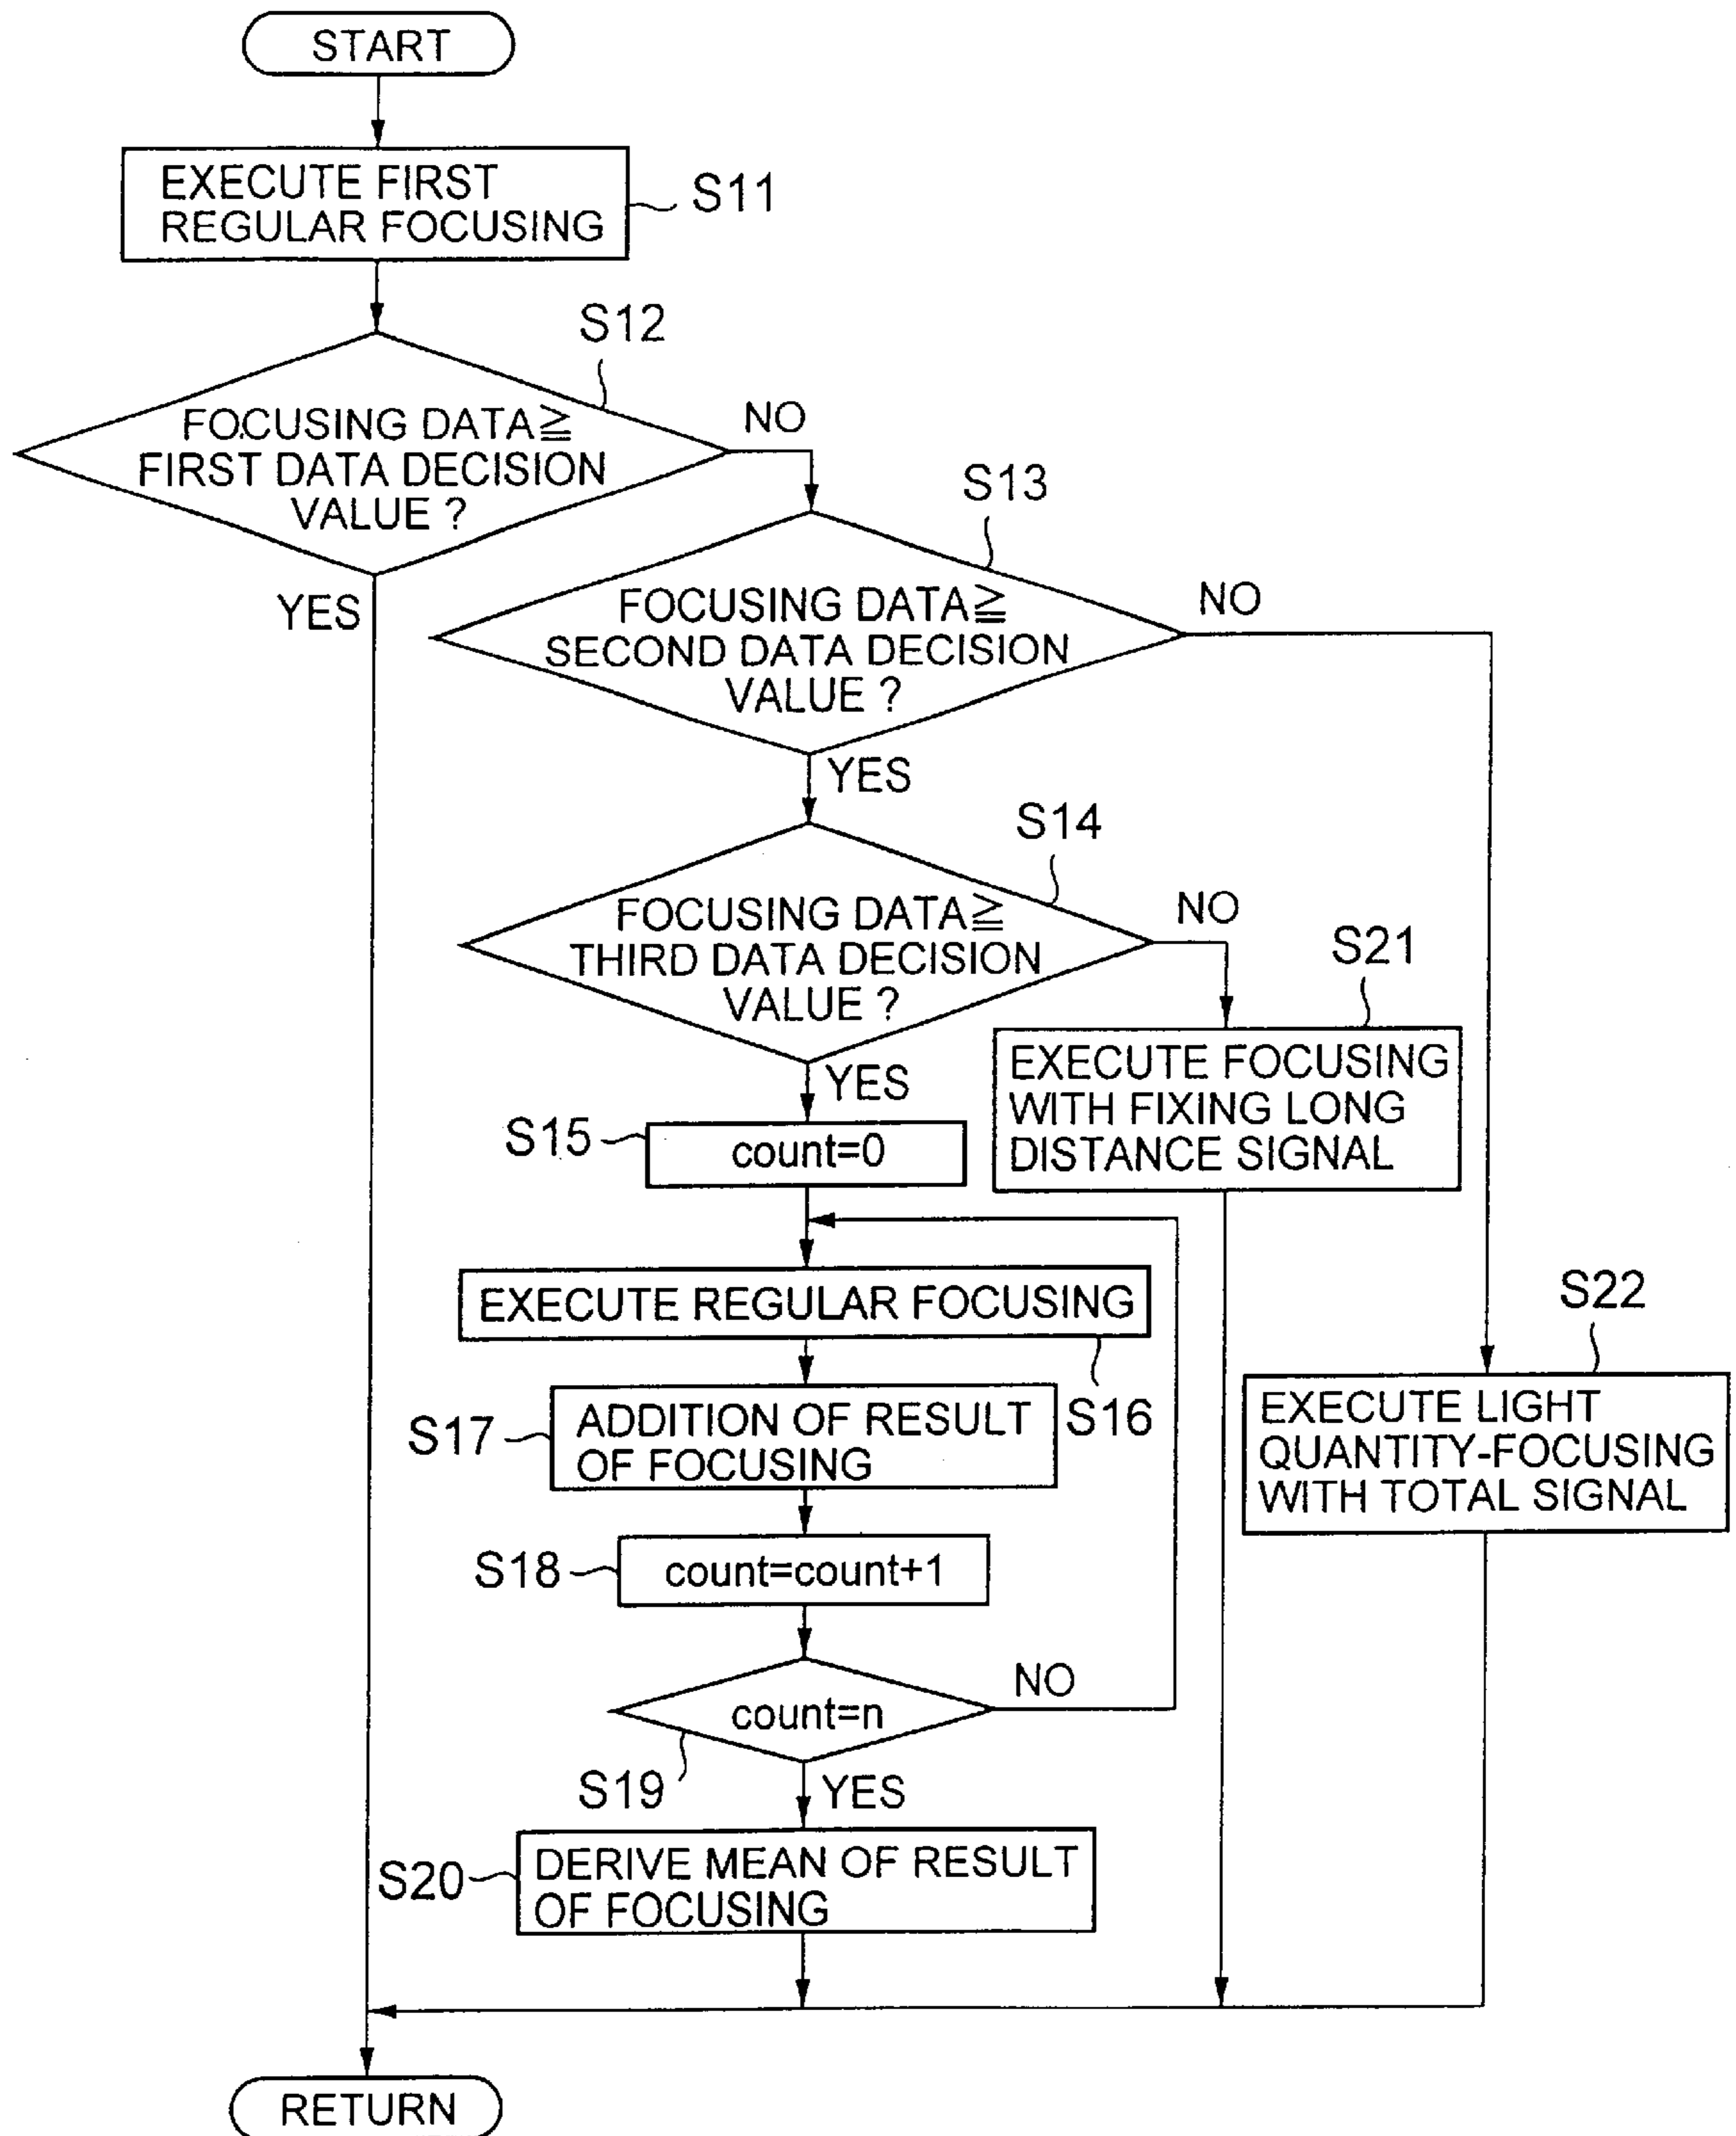 START
EXECUTE FIRST
REGULAR FOCUSING
S11
S12
FOCUSING DATA≧
FIRST DATA DECISION
VALUE ?
NO
YES
S13
FOCUSING DATA≧
SECOND DATA DECISION
VALUE ?
NO
YES
S14
FOCUSING DATA≧
THIRD DATA DECISION
VALUE ?
NO
YES
S21
EXECUTE FOCUSING
WITH FIXING LONG
DISTANCE SIGNAL
S15
count=0
EXECUTE REGULAR FOCUSING
S16
S22
EXECUTE LIGHT
QUANTITY-FOCUSING
WITH TOTAL SIGNAL
S17
ADDITION OF RESULT
OF FOCUSING
S18
count=count+1
count=n
NO
S19
YES
S20
DERIVE MEAN OF RESULT
OF FOCUSING
RETURN